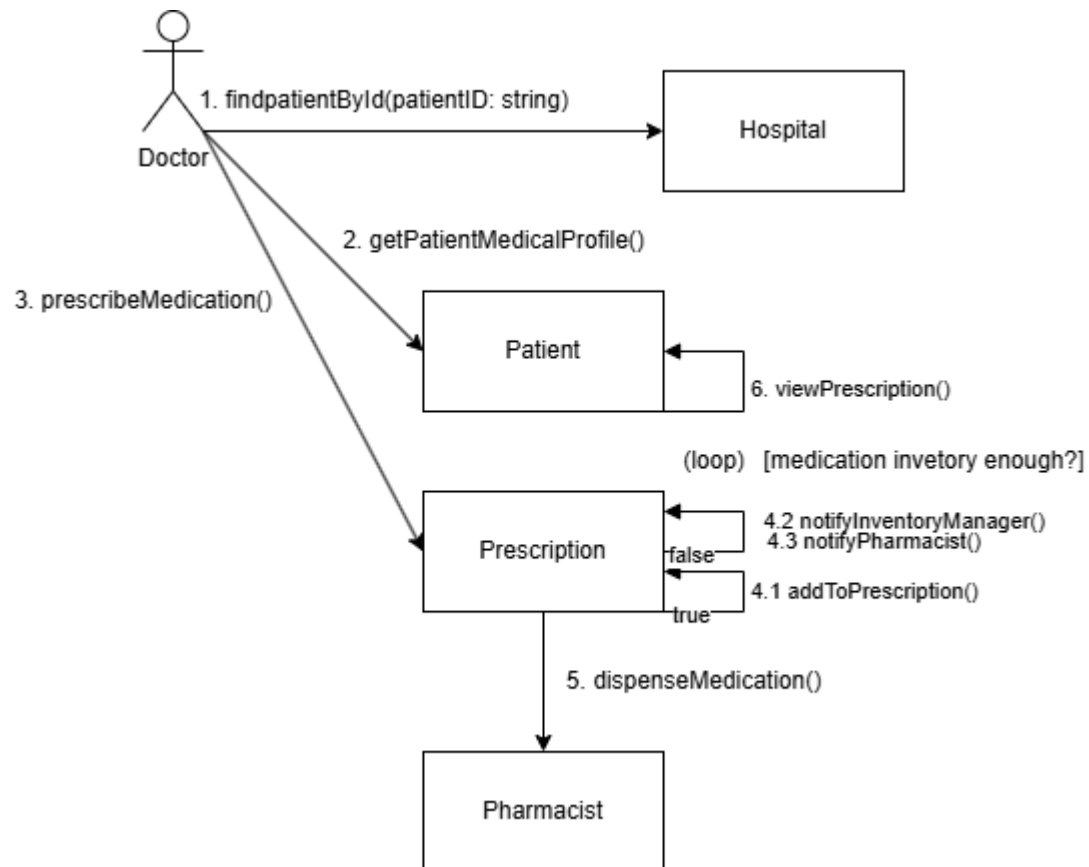 1. findpatientById(patientID: string)
Hospital
Doctor
2. getPatientMedicalProfile()
3. prescribeMedication()
Patient
6. viewPrescription()
(loop) [medication invetory enough?]
4.2 notifyInventoryManager()
Prescription
4.3 notifyPharmacist()
false
4.1 addToPrescription()
true
5. dispenseMedication()
Pharmacist